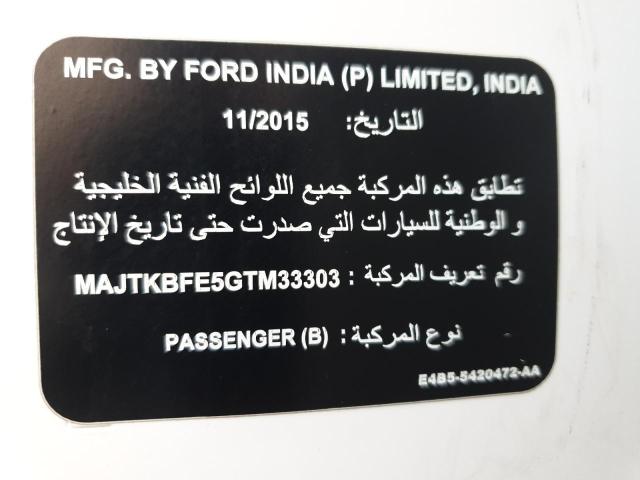 MFG. BY FORD INDIA (P) LIMITED, INDIA
التاريخ: 11/2015
تطابق هذه المركبة جميع اللوائح الفنية الخليجية
و الوطنية للسيارات التي صدرت حتى تاريخ الإنتاج
رقم تعريف المركبة : MAJTKBFE5GTM33303
نوع المركبة: PASSENGER (B)
E4B5-5420472-AA